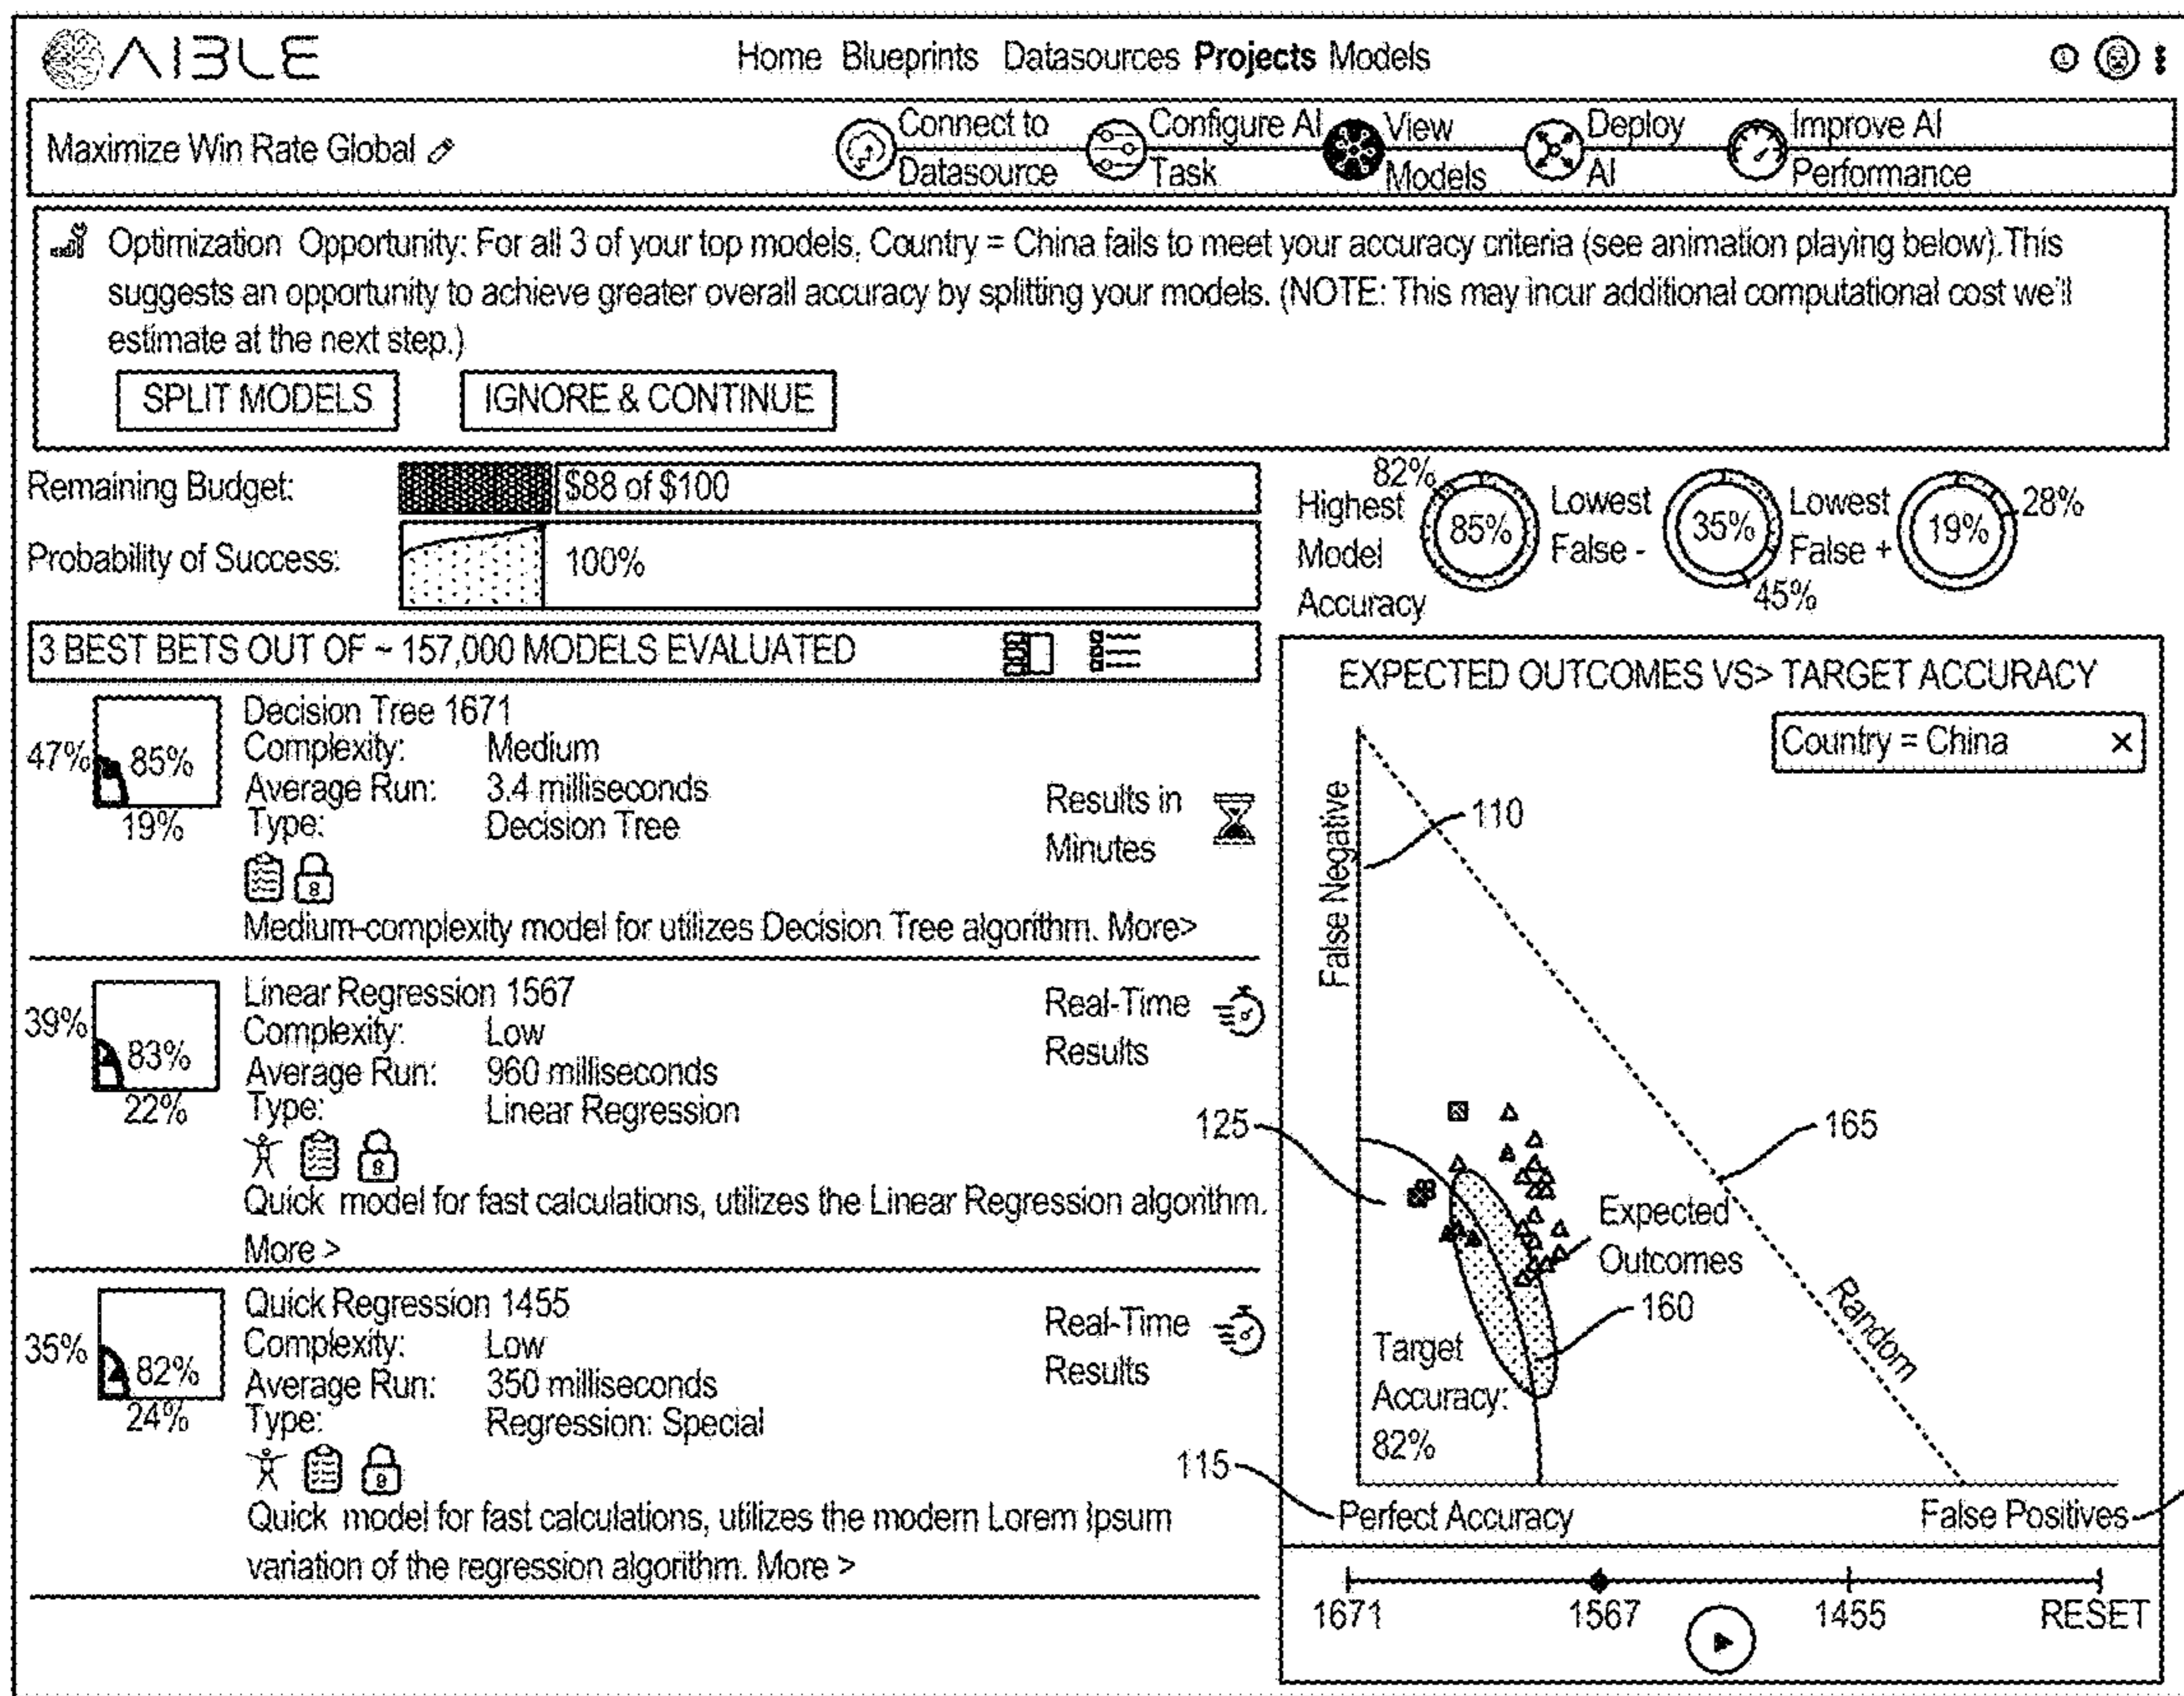 AIBLE
Home Blueprints Datasources Projects Models
Maximize Win Rate Global
Connect to
Datasource
Configure AI
Task
View
Models
Deploy
AI
Improve AI
Performance
Optimization Opportunity: For all 3 of your top models, Country = China fails to meet your accuracy criteria (see animation playing below).This
suggests an opportunity to achieve greater overall accuracy by splitting your models. (NOTE: This may incur additional computational cost we'll
estimate at the next step.)
SPLIT MODELS
IGNORE & CONTINUE
Remaining Budget:
$88 of $100
Probability of Success:
100%
82%
Highest
Model
Accuracy
85%
Lowest
False -
35%
45%
Lowest
False +
19%
28%
3 BEST BETS OUT OF ~ 157,000 MODELS EVALUATED
47%
85%
19%
Decision Tree 1671
Complexity: Medium
Average Run: 3.4 milliseconds
Type: Decision Tree
Results in
Minutes
8
Medium-complexity model for utilizes Decision Tree algorithm. More>
39%
83%
22%
Linear Regression 1567
Complexity: Low
Average Run: 960 milliseconds
Type: Linear Regression
Real-Time
Results
8
Quick model for fast calculations, utilizes the Linear Regression algorithm.
More >
35%
82%
24%
Quick Regression 1455
Complexity: Low
Average Run: 350 milliseconds
Type: Regression: Special
Real-Time
Results
8
Quick model for fast calculations, utilizes the modern Lorem Ipsum
variation of the regression algorithm. More >
EXPECTED OUTCOMES VS> TARGET ACCURACY
Country = China ×
False Negative
110
125
165
Expected
Outcomes
160
Random
Target
Accuracy:
82%
115
Perfect Accuracy
False Positives
1671
1567
1455
RESET